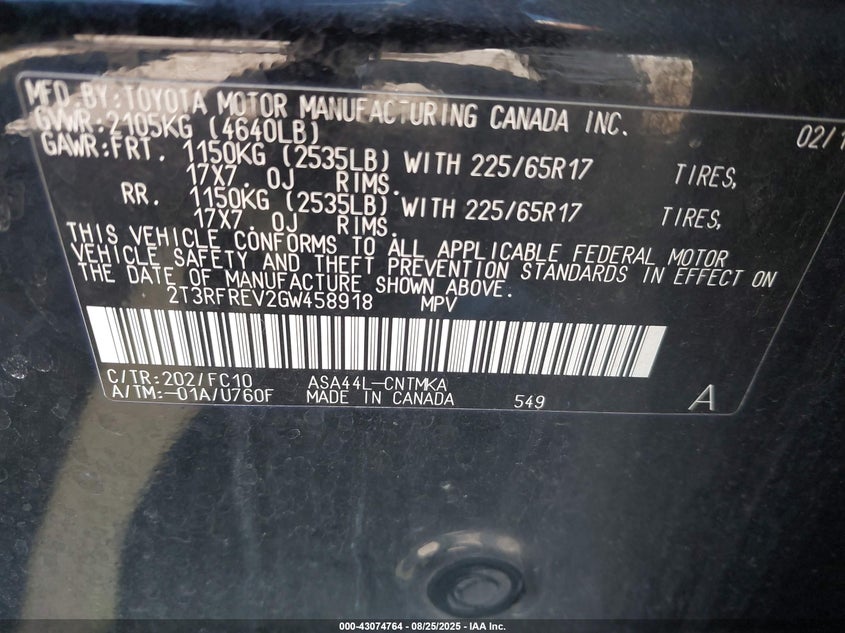 MFD.BY:TOYOTA MOTOR MANUFACTURING CANADA INC. 02/1
GVWR:2105KG (4640LB)
GAWR:FRT. 1150KG (2535LB) WITH 225/65R17 TIRES,
17X7.0J RIMS.
RR. 1150KG (2535LB) WITH 225/65R17 TIRES,
17X7.0J RIMS.
THIS VEHICLE CONFORMS TO ALL APPLICABLE FEDERAL MOTOR
VEHICLE SAFETY AND THEFT PREVENTION STANDARDS IN EFFECT ON
THE DATE OF MANUFACTURE SHOWN ABOVE.
2T3RFREV2GW458918 MPV
C/TR:202/FC10 ASA44L-CNTMKA
A/TM:-01A/U760F MADE IN CANADA 549 A
000-43074764 - 08/25/2025 - IAA Inc.